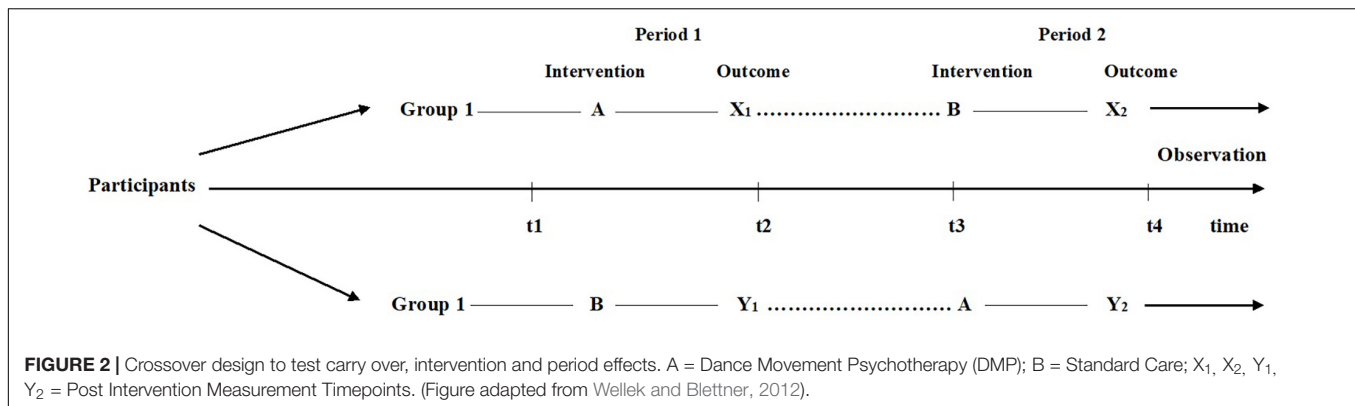 Period 1 Period 2
Intervention Outcome Intervention Outcome
Group 1 A X₁ ........................... B X₂
Observation
Participants
t1 t2 t3 t4 time
Group 1 B Y₁ ........................... A Y₂
FIGURE 2 | Crossover design to test carry over, intervention and period effects. A = Dance Movement Psychotherapy (DMP); B = Standard Care; X₁, X₂, Y₁,
Y₂ = Post Intervention Measurement Timepoints. (Figure adapted from Wellek and Blettner, 2012).